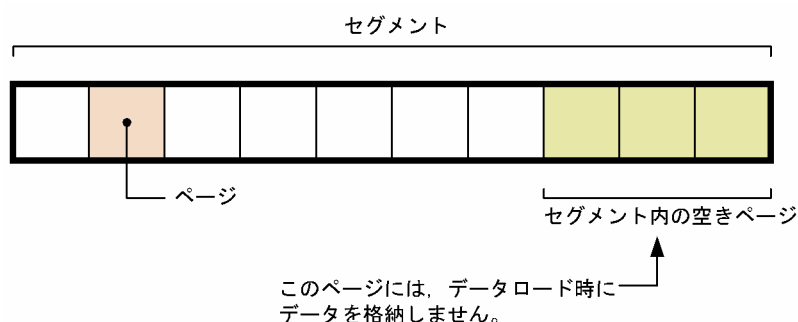 セグメント
ページ
セグメント内の空きページ
このページには，データロード時に
データを格納しません。